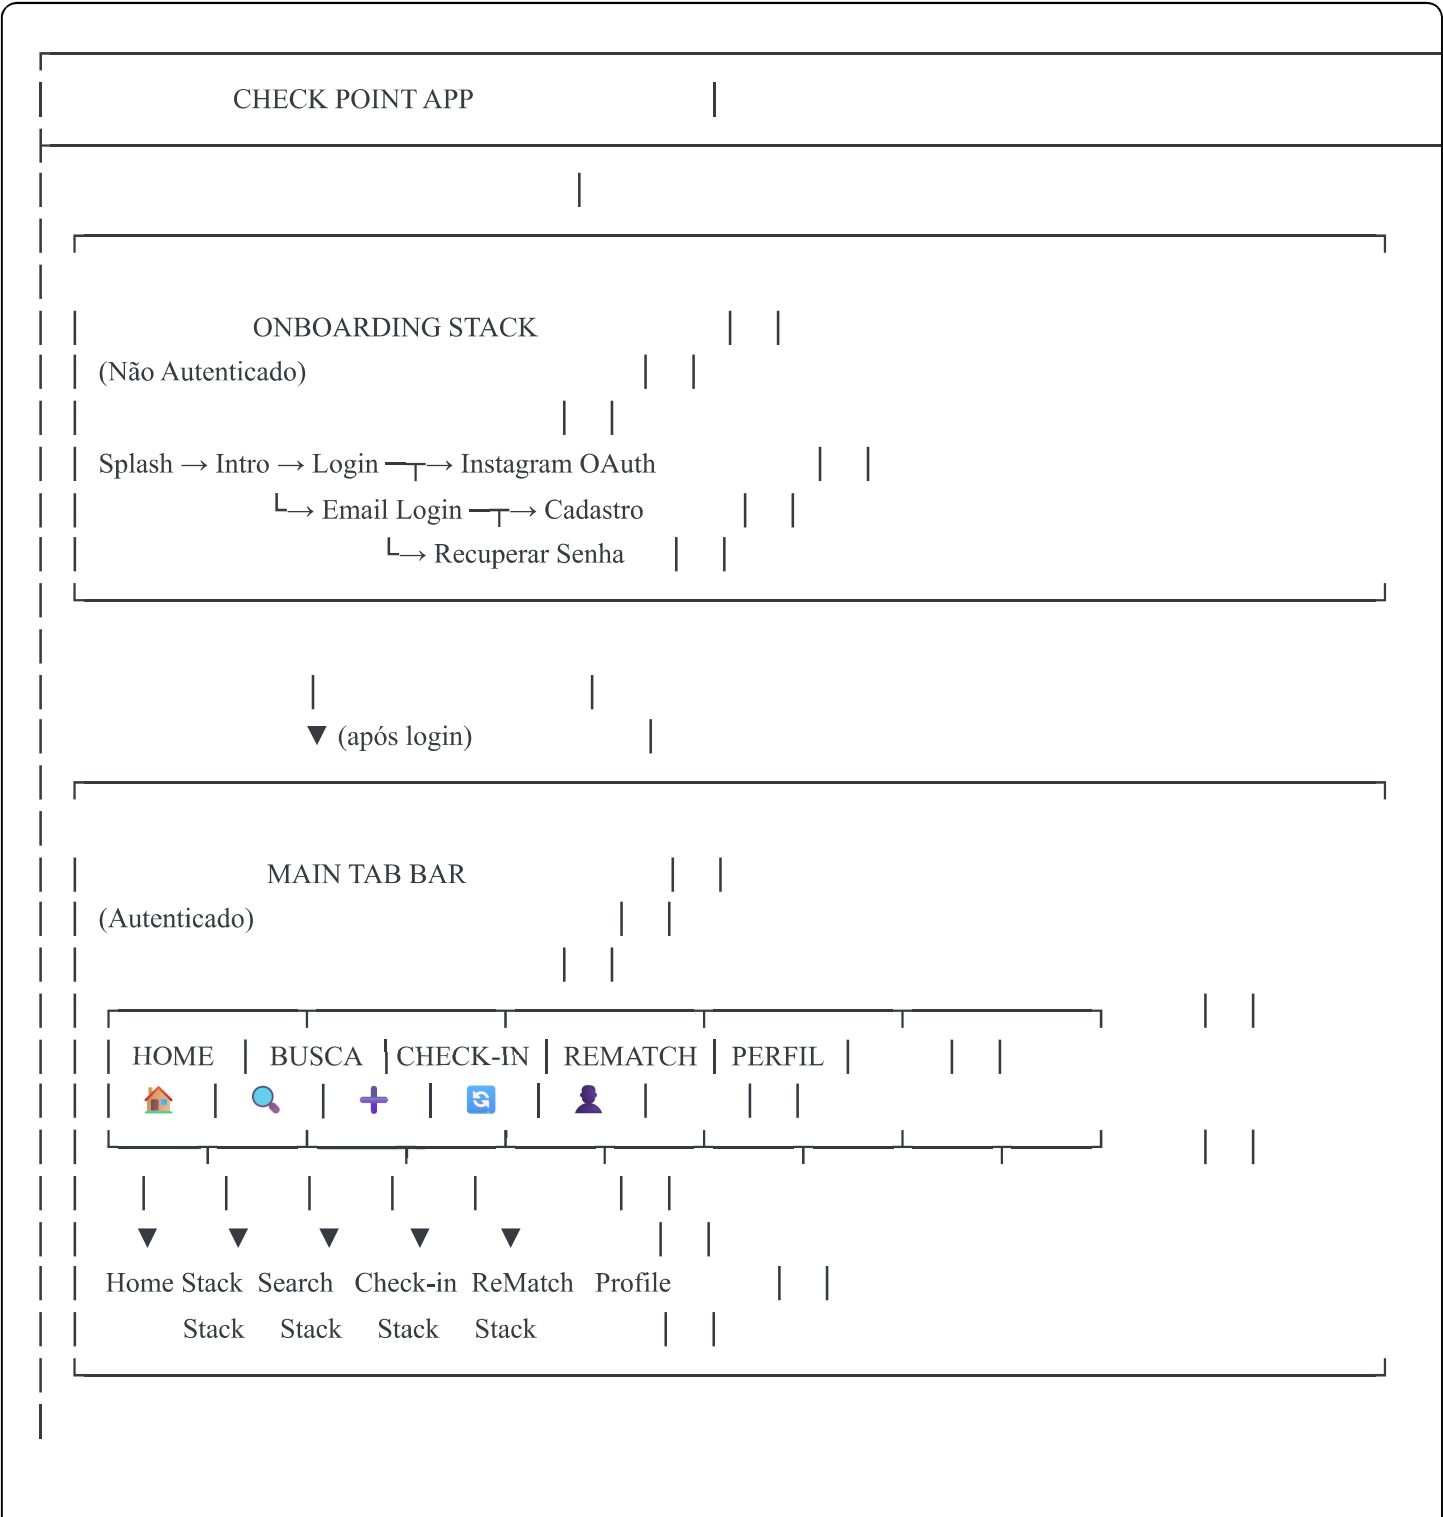 CHECK POINT APP
ONBOARDING STACK
(Não Autenticado)
Splash → Intro → Login ─┬→ Instagram OAuth
└→ Email Login ─┬→ Cadastro
└→ Recuperar Senha
▼ (após login)
MAIN TAB BAR
(Autenticado)
│ HOME │ BUSCA │ CHECK-IN │ REMATCH │ PERFIL │
│ 🏠 │ 🔍 │ ➕ │ 🔄 │ 👤 │
▼ ▼ ▼ ▼ ▼
Home Stack Search Check-in ReMatch Profile
Stack Stack Stack Stack